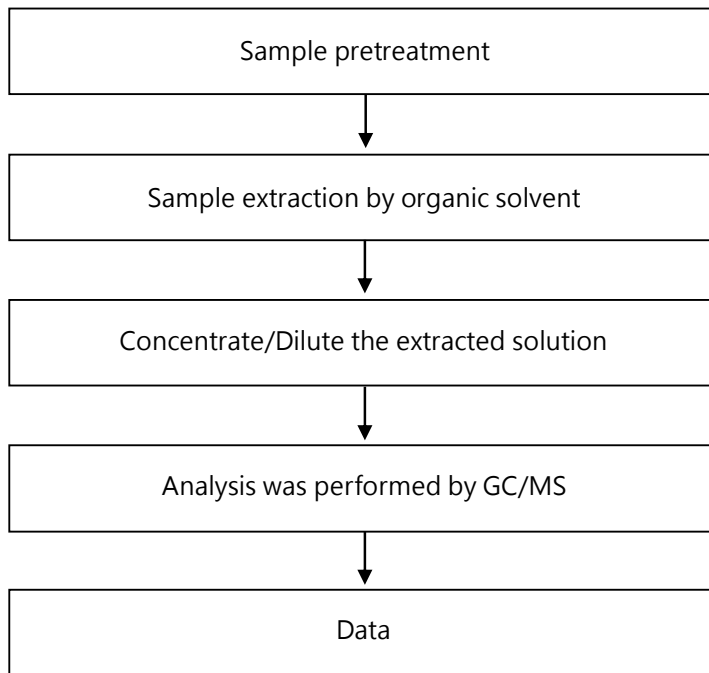 Sample pretreatment
Sample extraction by organic solvent
Concentrate/Dilute the extracted solution
Analysis was performed by GC/MS
Data